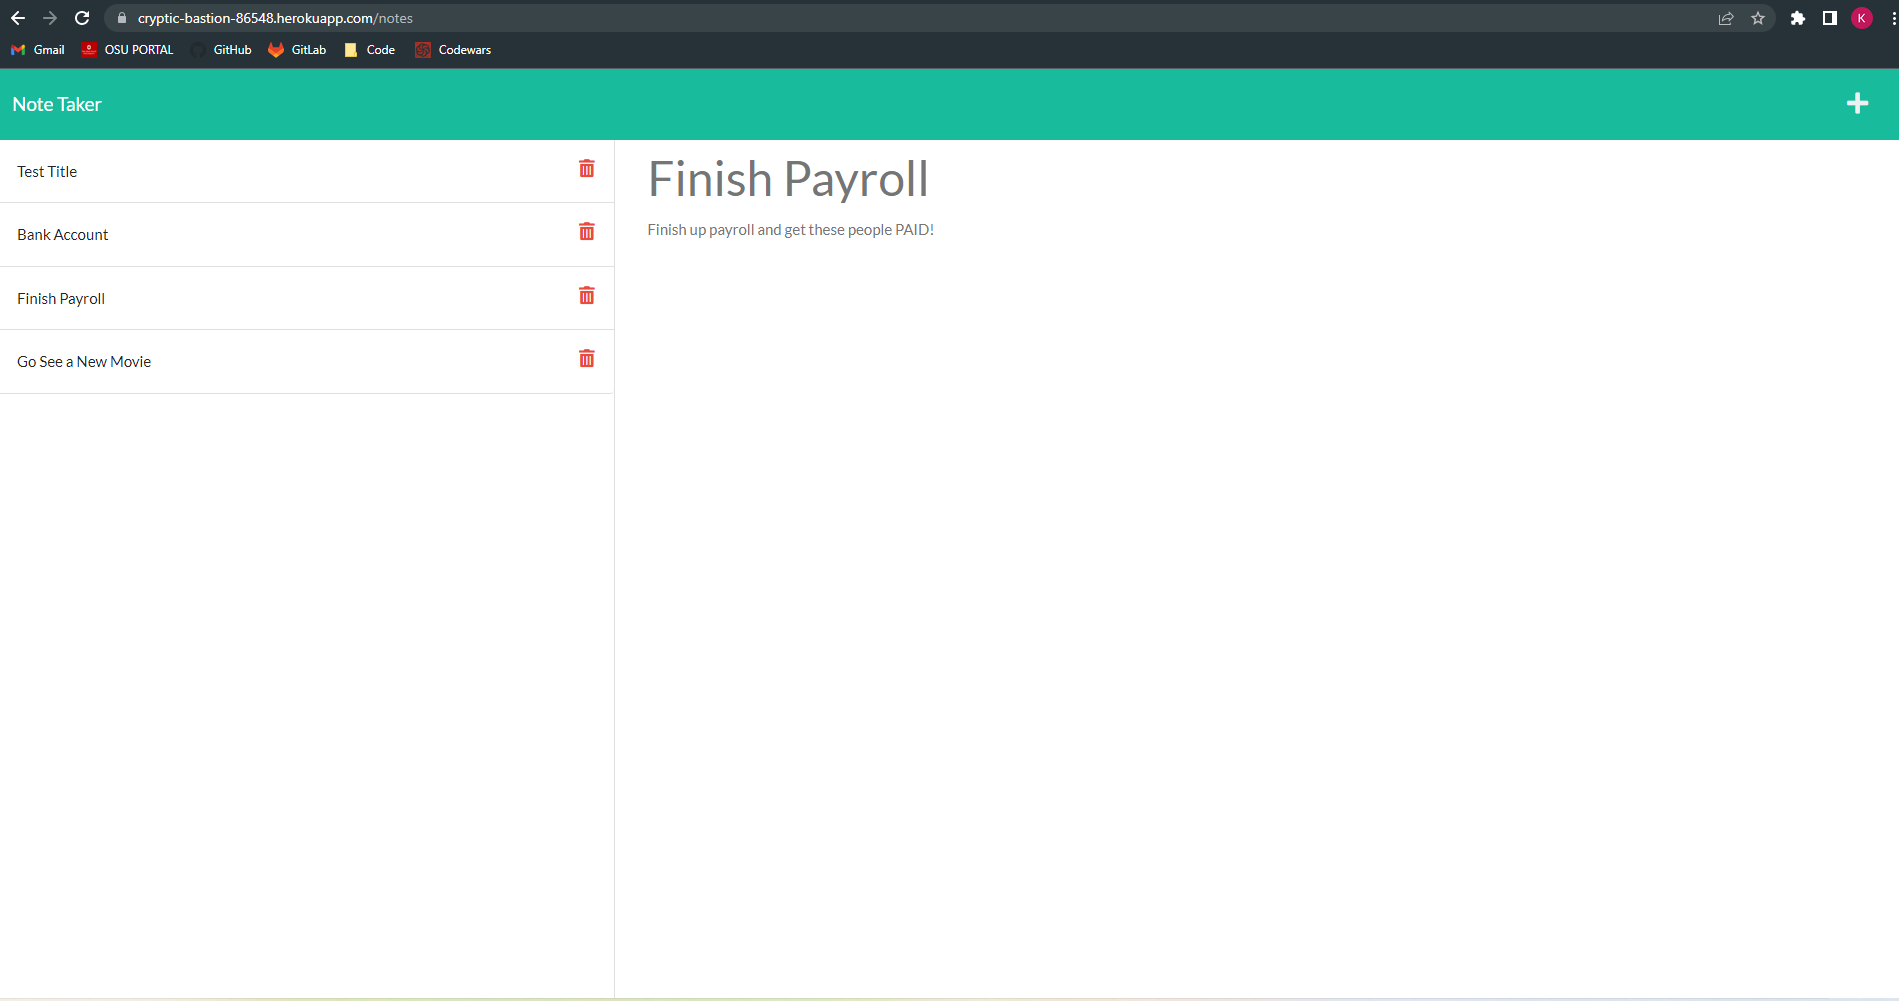 cryptic-bastion-86548.herokuapp.com/notes
K
Gmail OSU PORTAL GitHub GitLab Code Codewars
Note Taker
Test Title
Bank Account
Finish Payroll
Go See a New Movie
Finish Payroll
Finish up payroll and get these people PAID!